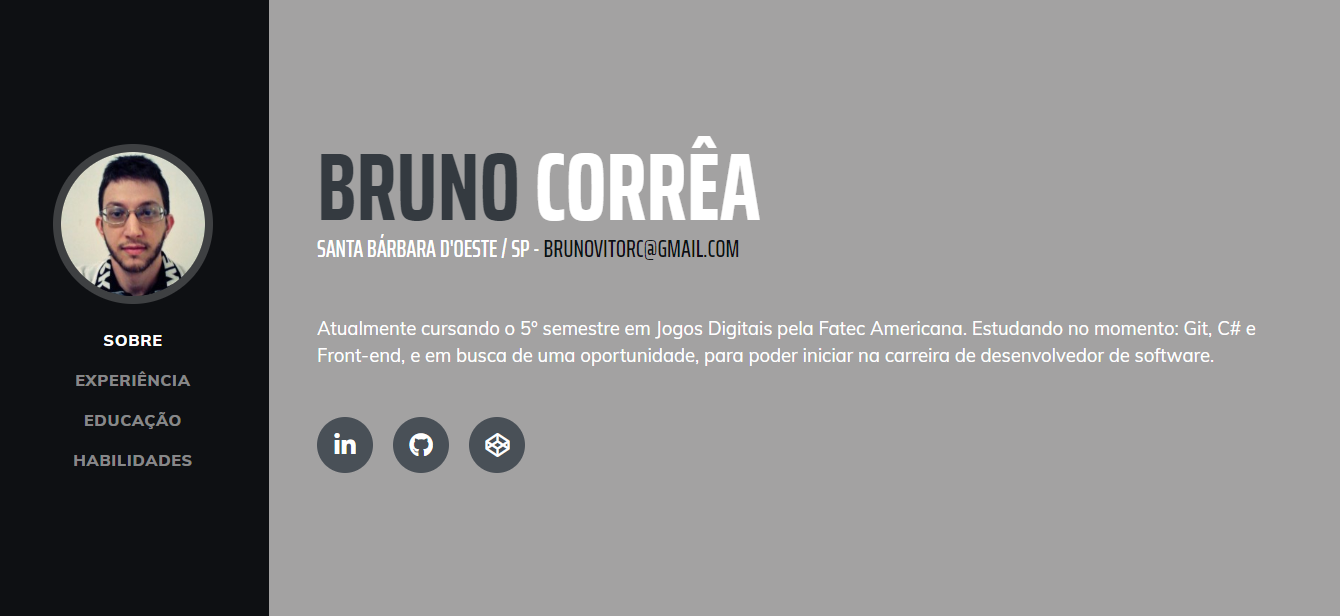 SOBRE
EXPERIÊNCIA
EDUCAÇÃO
HABILIDADES
BRUNO CORRÊA
SANTA BÁRBARA D'OESTE / SP - BRUNOVITORC@GMAIL.COM
Atualmente cursando o 5º semestre em Jogos Digitais pela Fatec Americana. Estudando no momento: Git, C# e
Front-end, e em busca de uma oportunidade, para poder iniciar na carreira de desenvolvedor de software.
in